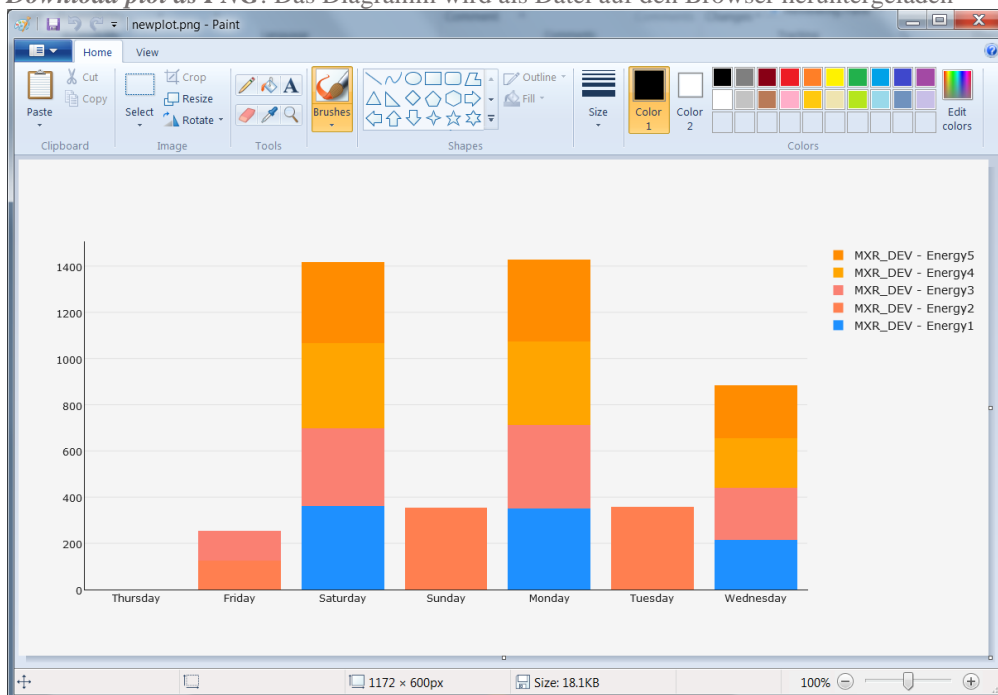 Download plot as PNG: Das Diagramm wird als Datei auf den Browser heruntergeladen
newplot.png - Paint
Home View
Paste
Cut
Copy
Clipboard
Select
Crop
Resize
Rotate
Image
A
Tools
Brushes
Outline
Fill
Shapes
Size
Color 1
Color 2
Edit colors
Colors
1400
1200
1000
800
600
400
200
0
Thursday Friday Saturday Sunday Monday Tuesday Wednesday
MXR_DEV - Energy5
MXR_DEV - Energy4
MXR_DEV - Energy3
MXR_DEV - Energy2
MXR_DEV - Energy1
1172 × 600px Size: 18.1KB 100%